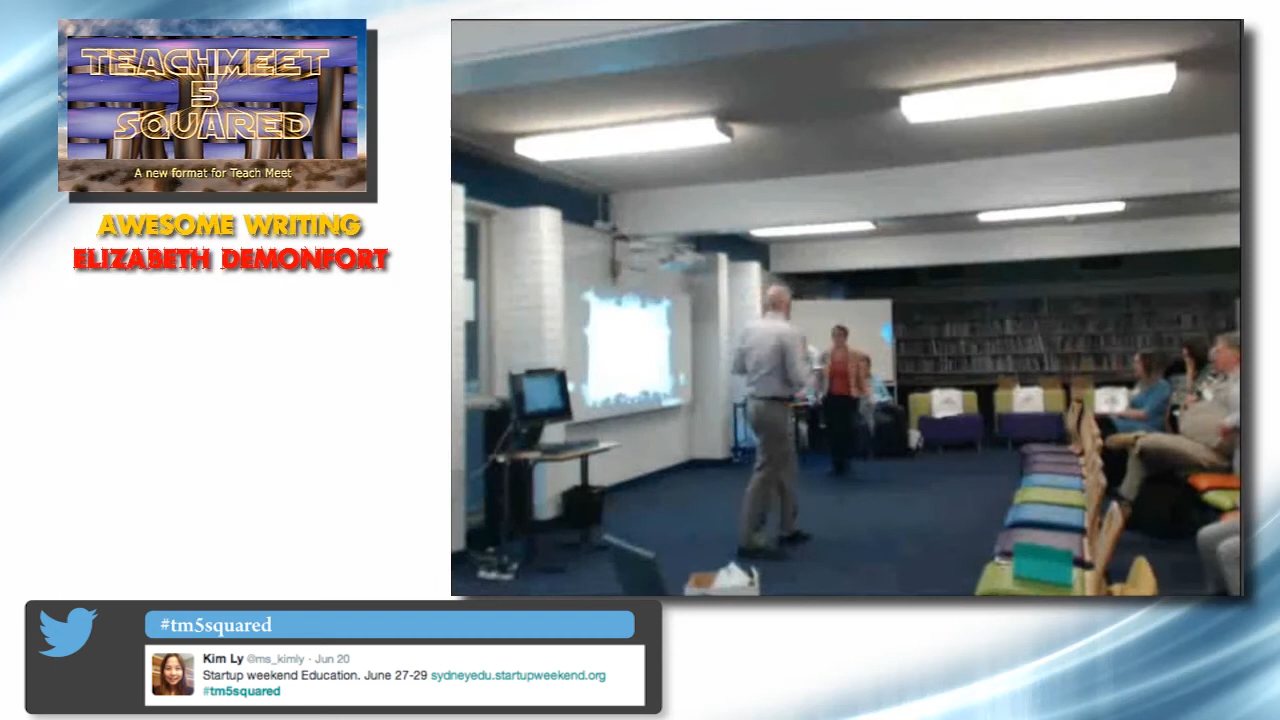 TEACHMEET
5
SQUARED
A new format for Teach Meet
AWESOME WRITING
ELIZABETH DEMONFORT
#tm5squared
Kim Ly @ms_kimly · Jun 20
Startup weekend Education. June 27-29 sydneyedu.startupweekend.org
#tm5squared